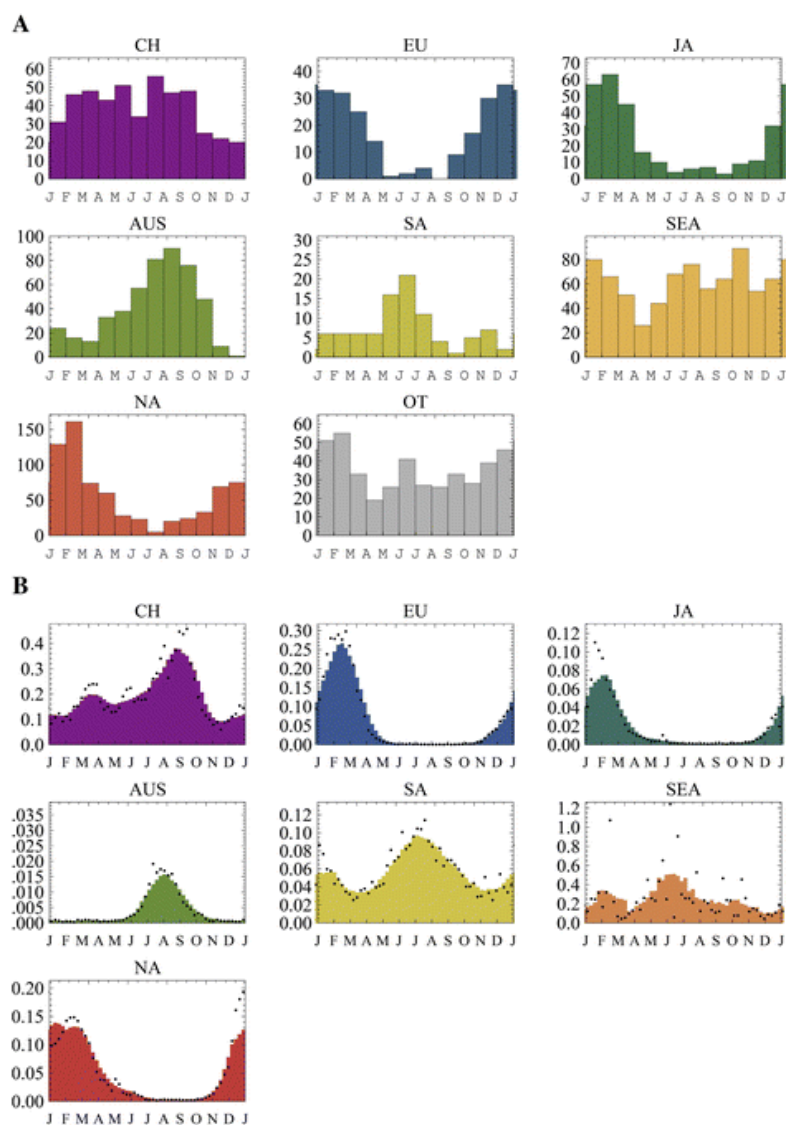 A
CH EU JA
60 50 40 30 20 10 0
40 30 20 10 0
70 60 50 40 30 20 10 0
J F M A M J J A S O N D J
J F M A M J J A S O N D J
J F M A M J J A S O N D J
AUS SA SEA
100 80 60 40 20 0
30 25 20 15 10 5 0
80 60 40 20 0
J F M A M J J A S O N D J
J F M A M J J A S O N D J
J F M A M J J A S O N D J
NA OT
150 100 50 0
60 50 40 30 20 10 0
J F M A M J J A S O N D J
J F M A M J J A S O N D J
B
CH EU JA
0.4 0.3 0.2 0.1 0.0
0.30 0.25 0.20 0.15 0.10 0.05 0.00
0.12 0.10 0.08 0.06 0.04 0.02 0.00
J F M A M J J A S O N D J
J F M A M J J A S O N D J
J F M A M J J A S O N D J
AUS SA SEA
.035 .030 .025 .020 .015 .010 .005 .000
0.12 0.10 0.08 0.06 0.04 0.02 0.00
1.2 1.0 0.8 0.6 0.4 0.2 0.0
J F M A M J J A S O N D J
J F M A M J J A S O N D J
J F M A M J J A S O N D J
NA
0.20 0.15 0.10 0.05 0.00
J F M A M J J A S O N D J